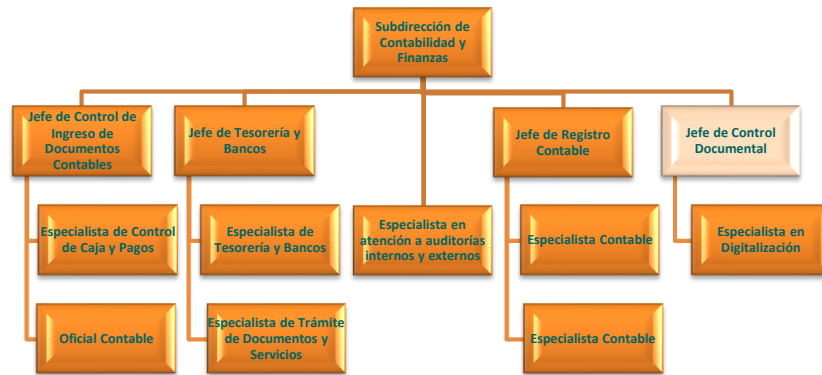 Subdirección de
Contabilidad y
Finanzas
Jefe de Control de
Ingreso de
Documentos
Contables
Jefe de Tesorería y
Bancos
Jefe de Registro
Contable
Jefe de Control
Documental
Especialista de Control
de Caja y Pagos
Especialista de
Tesorería y Bancos
Especialista en
atención a auditorías
internos y externos
Especialista Contable
Especialista en
Digitalización
Oficial Contable
Especialista de Trámite
de Documentos y
Servicios
Especialista Contable